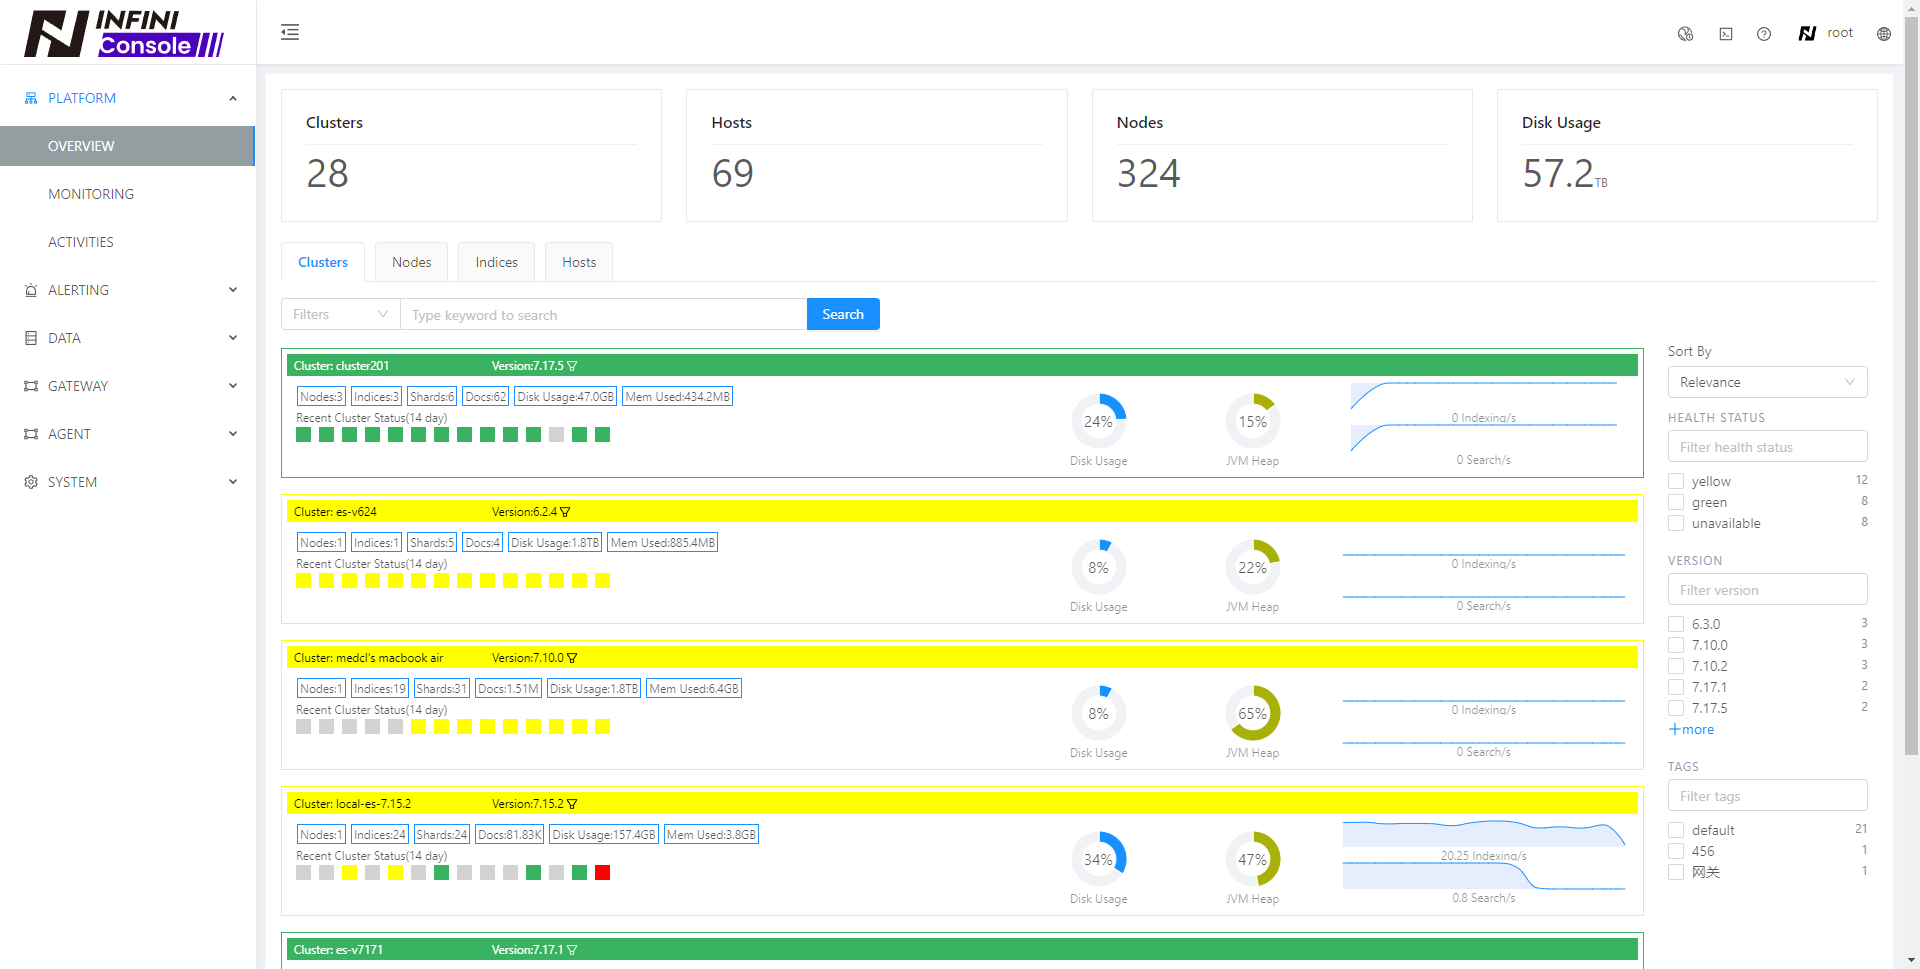 INFINI
Console
root
PLATFORM
OVERVIEW
MONITORING
ACTIVITIES
ALERTING
DATA
GATEWAY
AGENT
SYSTEM
Clusters
28
Hosts
69
Nodes
324
Disk Usage
57.2TB
Clusters Nodes Indices Hosts
Filters Type keyword to search Search
Cluster: cluster201 Version:7.17.5
Nodes:3 Indices:3 Shards:6 Docs:62 Disk Usage:47.0GB Mem Used:434.2MB
Recent Cluster Status(14 day)
24%
Disk Usage
15%
JVM Heap
0 Indexing/s
0 Search/s
Cluster: es-v624 Version:6.2.4
Nodes:1 Indices:1 Shards:5 Docs:4 Disk Usage:1.8TB Mem Used:885.4MB
Recent Cluster Status(14 day)
8%
Disk Usage
22%
JVM Heap
0 Indexing/s
0 Search/s
Cluster: medcl's macbook air Version:7.10.0
Nodes:1 Indices:19 Shards:31 Docs:1.51M Disk Usage:1.8TB Mem Used:6.4GB
Recent Cluster Status(14 day)
8%
Disk Usage
65%
JVM Heap
0 Indexing/s
0 Search/s
Cluster: local-es-7.15.2 Version:7.15.2
Nodes:1 Indices:24 Shards:24 Docs:81.83K Disk Usage:157.4GB Mem Used:3.8GB
Recent Cluster Status(14 day)
34%
Disk Usage
47%
JVM Heap
20.25 Indexing/s
0.8 Search/s
Cluster: es-v7171 Version:7.17.1
Sort By
Relevance
HEALTH STATUS
Filter health status
yellow 12
green 8
unavailable 8
VERSION
Filter version
6.3.0 3
7.10.0 3
7.10.2 3
7.17.1 2
7.17.5 2
+more
TAGS
Filter tags
default 21
456 1
网关 1